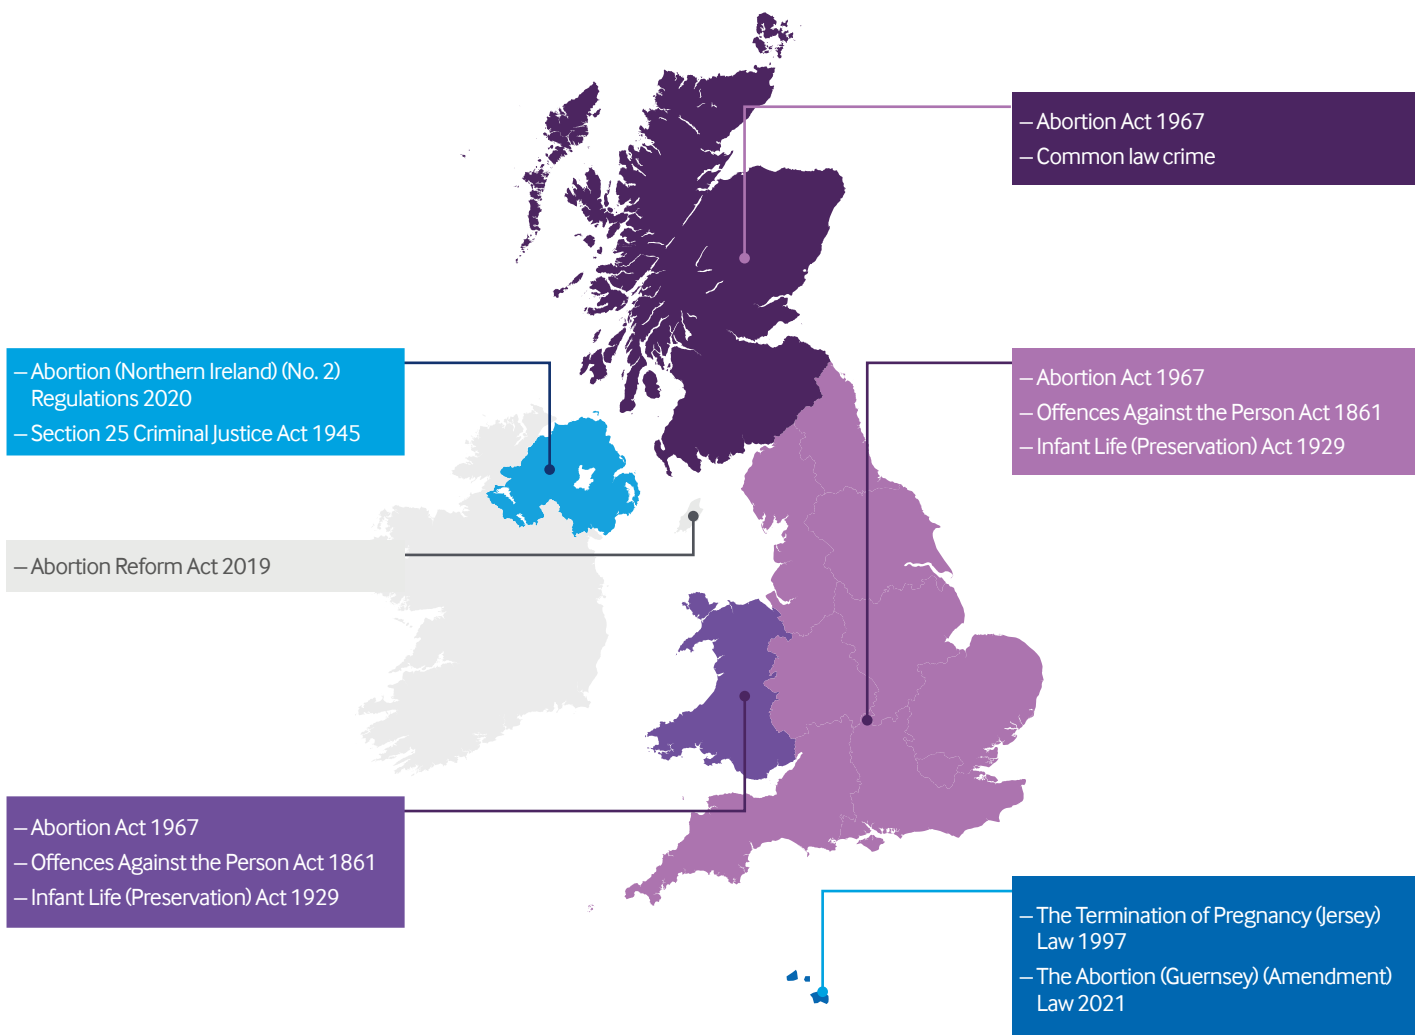 – Abortion Act 1967
– Common law crime
– Abortion (Northern Ireland) (No. 2)
Regulations 2020
– Section 25 Criminal Justice Act 1945
– Abortion Act 1967
– Offences Against the Person Act 1861
– Infant Life (Preservation) Act 1929
– Abortion Reform Act 2019
– Abortion Act 1967
– Offences Against the Person Act 1861
– Infant Life (Preservation) Act 1929
– The Termination of Pregnancy (Jersey)
Law 1997
– The Abortion (Guernsey) (Amendment)
Law 2021